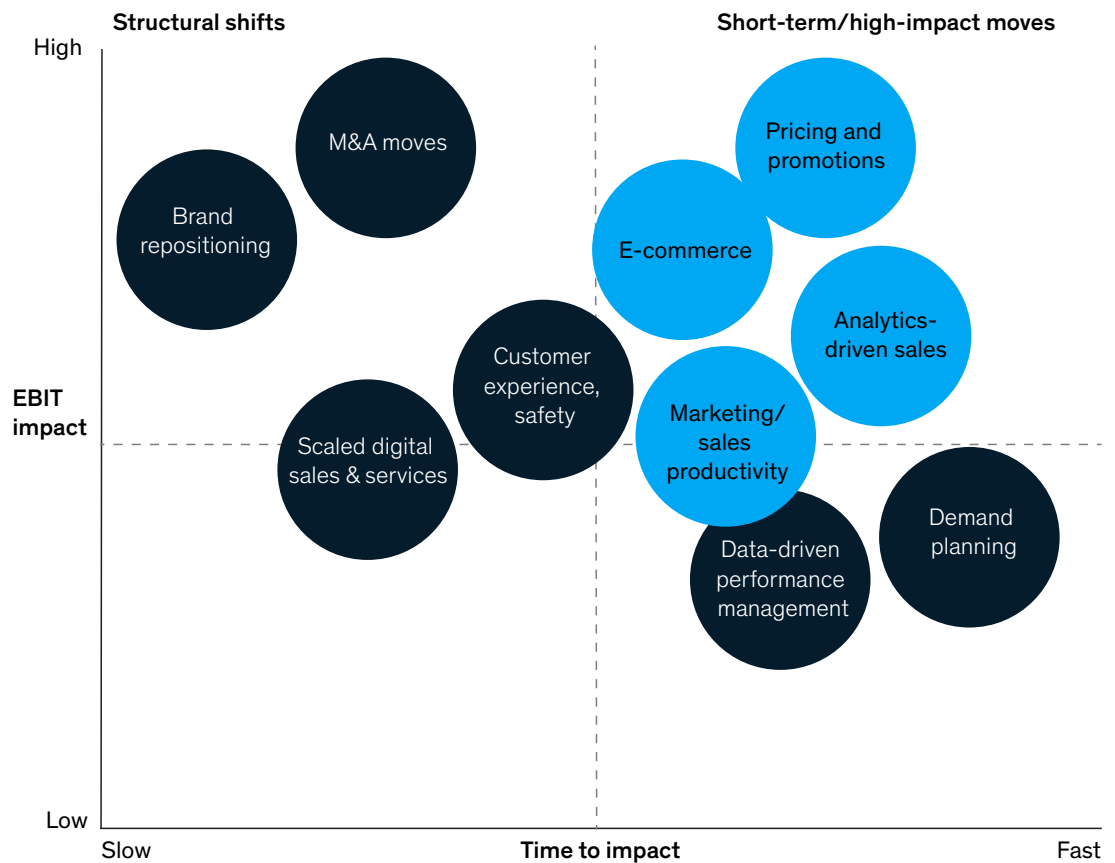 Structural shifts
Short-term/high-impact moves
High
M&A moves
Pricing and
promotions
Brand
repositioning
E-commerce
Analytics-
driven sales
Customer
experience,
safety
EBIT
impact
Marketing/
sales
productivity
Scaled digital
sales & services
Demand
planning
Data-driven
performance
management
Low
Slow
Time to impact
Fast